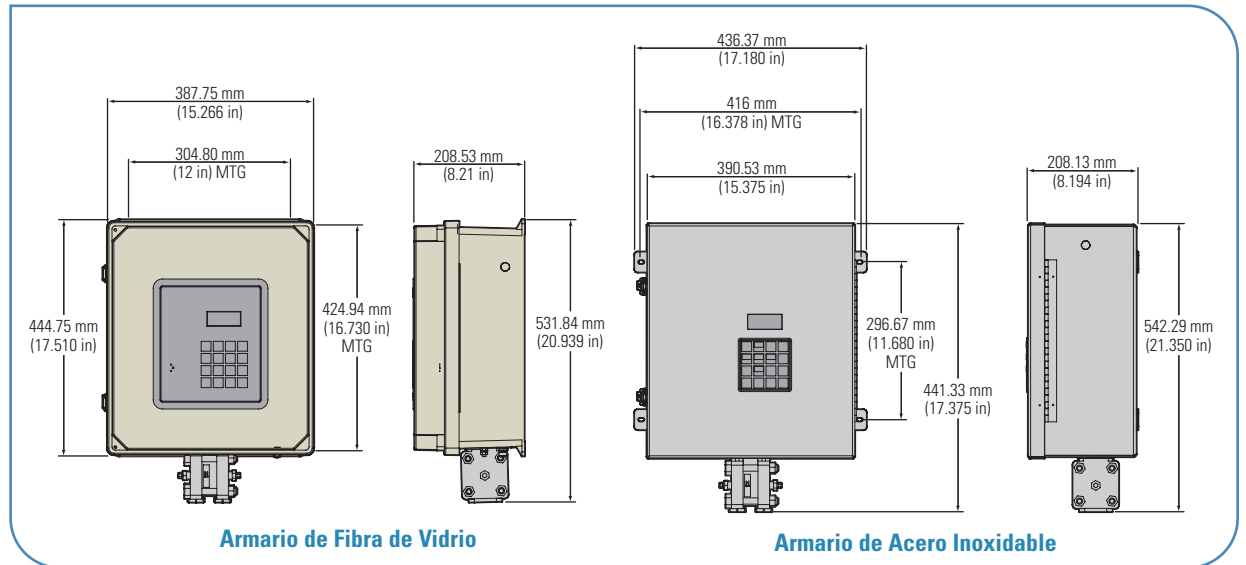 387.75 mm
(15.266 in)
304.80 mm
(12 in) MTG
444.75 mm
(17.510 in)
424.94 mm
(16.730 in)
MTG
208.53 mm
(8.21 in)
531.84 mm
(20.939 in)
Armario de Fibra de Vidrio
436.37 mm
(17.180 in)
416 mm
(16.378 in) MTG
390.53 mm
(15.375 in)
296.67 mm
(11.680 in)
MTG
441.33 mm
(17.375 in)
208.13 mm
(8.194 in)
542.29 mm
(21.350 in)
Armario de Acero Inoxidable